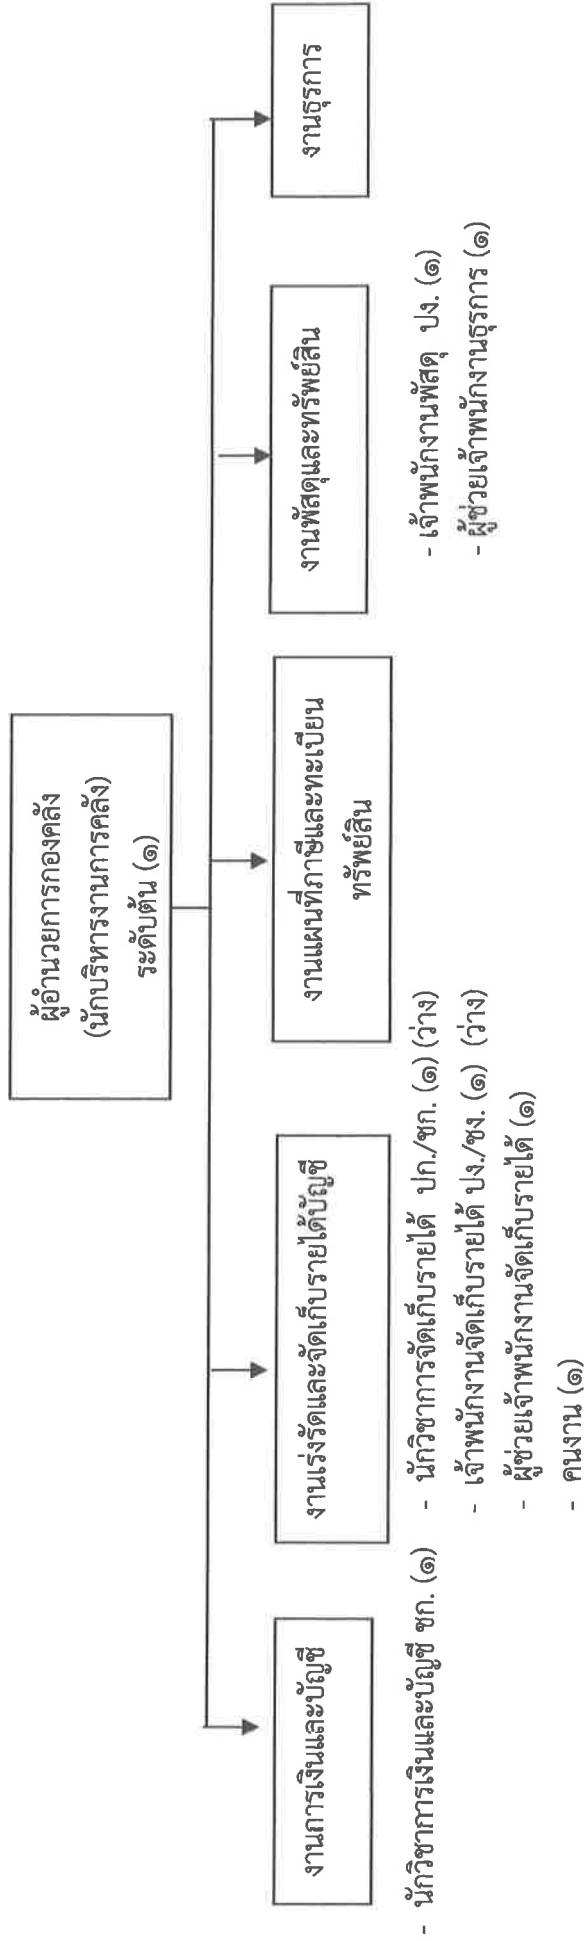 ผู้อำนวยการกองคลัง
(นักบริหารงานการคลัง)
ระดับต้น (๑)
งานการเงินและบัญชี
- นักวิชาการเงินและบัญชี ชก. (๑)
งานเร่งรัดและจัดเก็บรายได้บัญชี
- นักวิชาการจัดเก็บรายได้ ปก./ชก. (๑) (ว่าง)
- เจ้าพนักงานจัดเก็บรายได้ ปง./ชง. (๑) (ว่าง)
- ผู้ช่วยเจ้าพนักงานจัดเก็บรายได้ (๑)
- คนงาน (๑)
งานแผนที่ภาษีและทะเบียน
ทรัพย์สิน
งานพัสดุและทรัพย์สิน
- เจ้าพนักงานพัสดุ ปง. (๑)
- ผู้ช่วยเจ้าพนักงานธุรการ (๑)
งานธุรการ